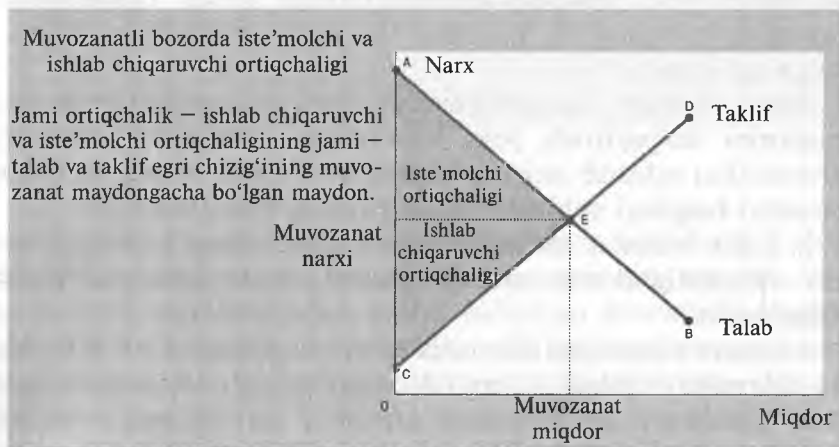 Muvozanatli bozorda iste'molchi va
ishlab chiqaruvchi ortiqchaligi
Jami ortiqchalik – ishlab chiqaruvchi
va iste'molchi ortiqchaligining jami –
talab va taklif egri chizig‘ining muvo-
zanat maydongacha bo‘lgan maydon.
A
Narx
D
Taklif
Iste'molchi
ortiqchaligi
E
Muvozanat
narxi
Ishlab
chiqaruvchi
ortiqchaligi
B
Talab
C
0
Muvozanat
miqdor
Miqdor